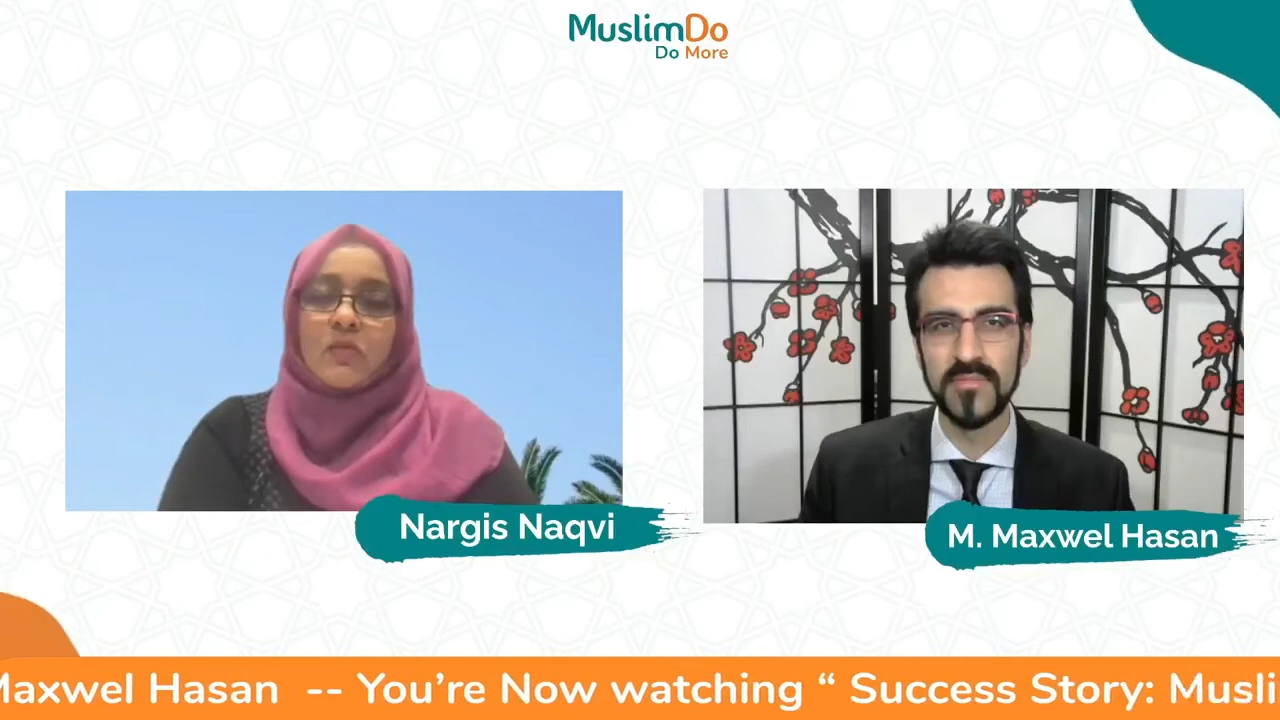 MuslimDo
Do More
Nargis Naqvi
M. Maxwel Hasan
Maxwel Hasan -- You’re Now watching “ Success Story: Musli